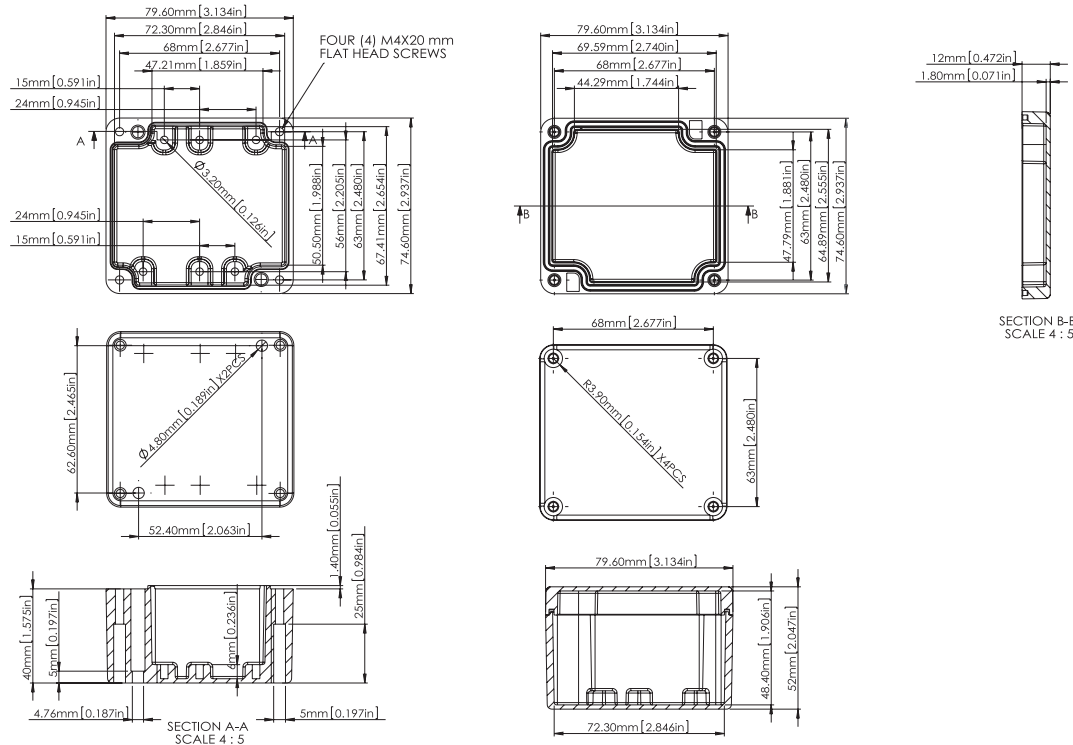 79.60mm[3.134in]
72.30mm[2.846in]
68mm[2.677in]
47.21mm[1.859in]
15mm[0.591in]
24mm[0.945in]
FOUR (4) M4X20 mm
FLAT HEAD SCREWS
A
A
Ø3.20mm[0.126in]
24mm[0.945in]
15mm[0.591in]
50.50mm[1.988in]
56mm[2.205in]
63mm[2.480in]
67.41mm[2.654in]
74.60mm[2.937in]
79.60mm[3.134in]
69.59mm[2.740in]
68mm[2.677in]
44.29mm[1.744in]
B
B
47.79mm[1.881in]
63mm[2.480in]
64.89mm[2.555in]
74.60mm[2.937in]
12mm[0.472in]
1.80mm[0.071in]
SECTION B-B
SCALE 4 : 5
62.60mm[2.465in]
Ø4.80mm[0.189in]X2PCS
52.40mm[2.063in]
68mm[2.677in]
R3.90mm[0.154in]X4PCS
63mm[2.480in]
1.40mm[0.055in]
25mm[0.984in]
40mm[1.575in]
5mm[0.197in]
6mm[0.236in]
4.76mm[0.187in]
5mm[0.197in]
SECTION A-A
SCALE 4 : 5
79.60mm[3.134in]
48.40mm[1.906in]
52mm[2.047in]
72.30mm[2.846in]